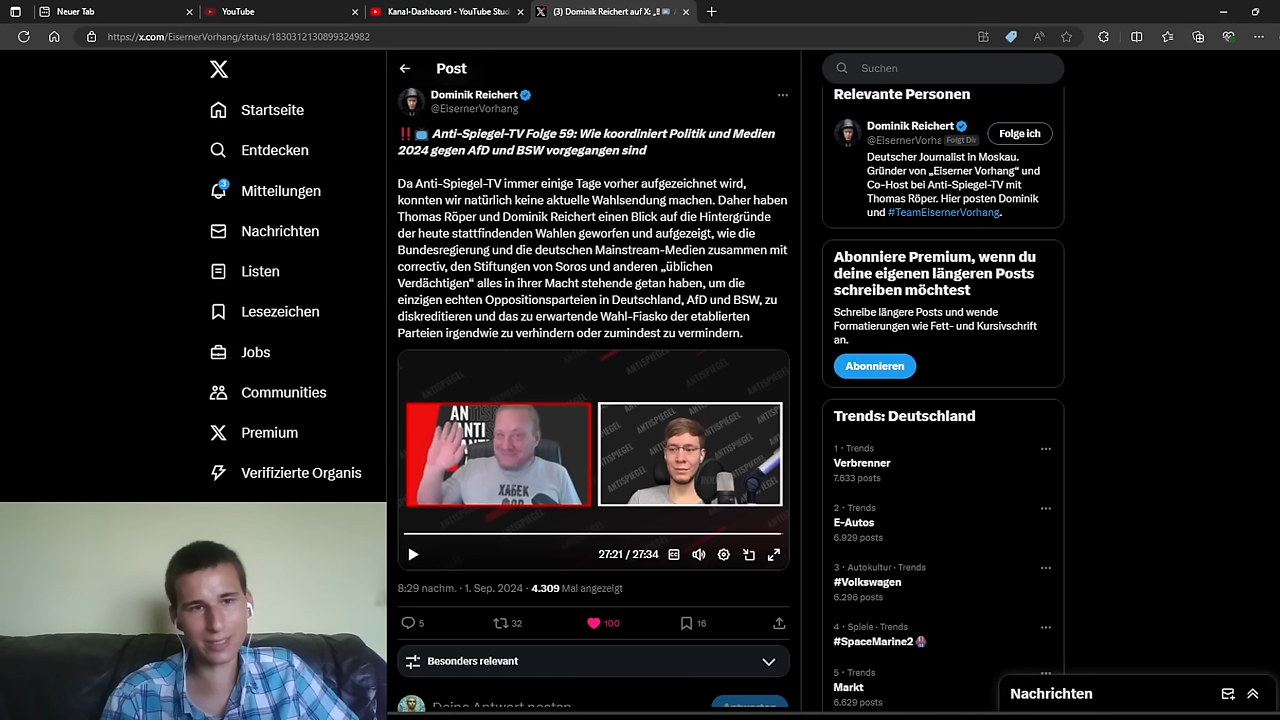 Neuer Tab
YouTube
Kanal-Dashboard - YouTube Stud
(3) Dominik Reichert auf X: „‼
https://x.com/EisernerVorhang/status/1830312130899324982
Startseite
Entdecken
3
Mitteilungen
Nachrichten
Listen
Lesezeichen
Jobs
Communities
Premium
Verifizierte Organis
Post
Dominik Reichert
@EisernerVorhang
‼ Anti-Spiegel-TV Folge 59: Wie koordiniert Politik und Medien
2024 gegen AfD und BSW vorgegangen sind
Da Anti-Spiegel-TV immer einige Tage vorher aufgezeichnet wird,
konnten wir natürlich keine aktuelle Wahlsendung machen. Daher haben
Thomas Röper und Dominik Reichert einen Blick auf die Hintergründe
der heute stattfindenden Wahlen geworfen und aufgezeigt, wie die
Bundesregierung und die deutschen Mainstream-Medien zusammen mit
correctiv, den Stiftungen von Soros und anderen „üblichen
Verdächtigen“ alles in ihrer Macht stehende getan haben, um die
einzigen echten Oppositionsparteien in Deutschland, AfD und BSW, zu
diskreditieren und das zu erwartende Wahl-Fiasko der etablierten
Parteien irgendwie zu verhindern oder zumindest zu vermindern.
ANTISPIEGEL
ХАБЕК
27:21 / 27:34
8:29 nachm. · 1. Sep. 2024 · 4.309 Mal angezeigt
5
32
100
16
Besonders relevant
Deine Antwort posten
Antworten
Suchen
Relevante Personen
Dominik Reichert
@EisernerVorha Folgt Dir
Folge ich
Deutscher Journalist in Moskau.
Gründer von „Eiserner Vorhang“ und
Co-Host bei Anti-Spiegel-TV mit
Thomas Röper. Hier posten Dominik
und #TeamEisernerVorhang.
Abonniere Premium, wenn du
deine eigenen längeren Posts
schreiben möchtest
Schreibe längere Posts und wende
Formatierungen wie Fett- und Kursivschrift
an.
Abonnieren
Trends: Deutschland
1 · Trends
Verbrenner
7.633 posts
2 · Trends
E-Autos
6.929 posts
3 · Autokultur · Trends
#Volkswagen
6.296 posts
4 · Spiele · Trends
#SpaceMarine2
5 · Trends
Markt
6.629 posts
Nachrichten